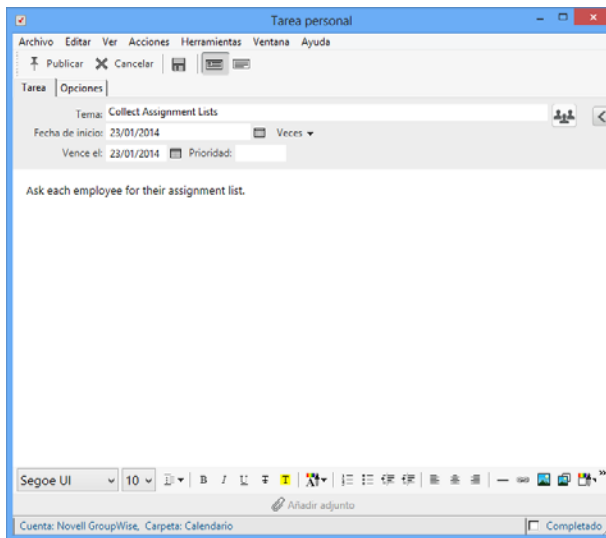 Tarea personal
Archivo Editar Ver Acciones Herramientas Ventana Ayuda
Publicar Cancelar
Tarea Opciones
Tema: Collect Assignment Lists
Fecha de inicio: 23/01/2014 Veces
Vence el: 23/01/2014 Prioridad:
Ask each employee for their assignment list.
Segoe UI 10 B I U T T
Añadir adjunto
Cuenta: Novell GroupWise, Carpeta: Calendario Completado